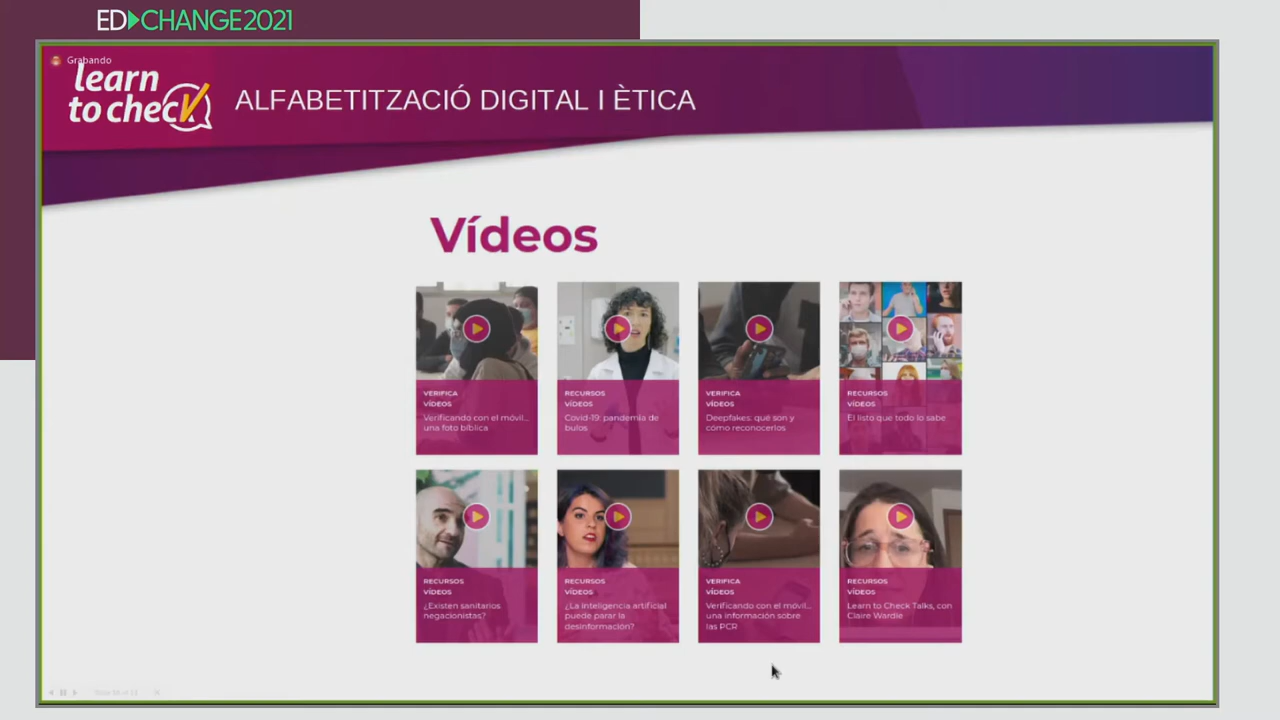 ED CHANGE2021
Grabando
learn
to check
ALFABETITZACIÓ DIGITAL I ÈTICA
Vídeos
VERIFICA
VÍDEOS
Verificando con el móvil...
una foto bíblica
RECURSOS
VÍDEOS
Covid-19: pandemia de
bulos
VERIFICA
VÍDEOS
Deepfakes: qué son y
cómo reconocerlos
RECURSOS
VÍDEOS
El listo que todo lo sabe
RECURSOS
VÍDEOS
¿Existen sanitarios
negacionistas?
RECURSOS
VÍDEOS
¿La inteligencia artificial
puede parar la
desinformación?
VERIFICA
VÍDEOS
Verificando con el móvil...
una información sobre
las PCR
RECURSOS
VÍDEOS
Learn to Check Talks, con
Claire Wardle